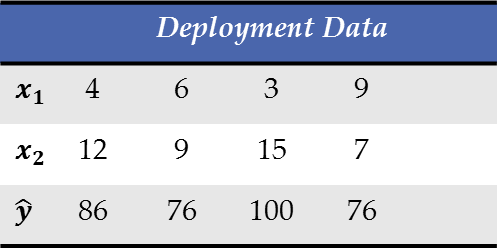 Deployment Data
x₁ 4 6 3 9
x₂ 12 9 15 7
ŷ 86 76 100 76